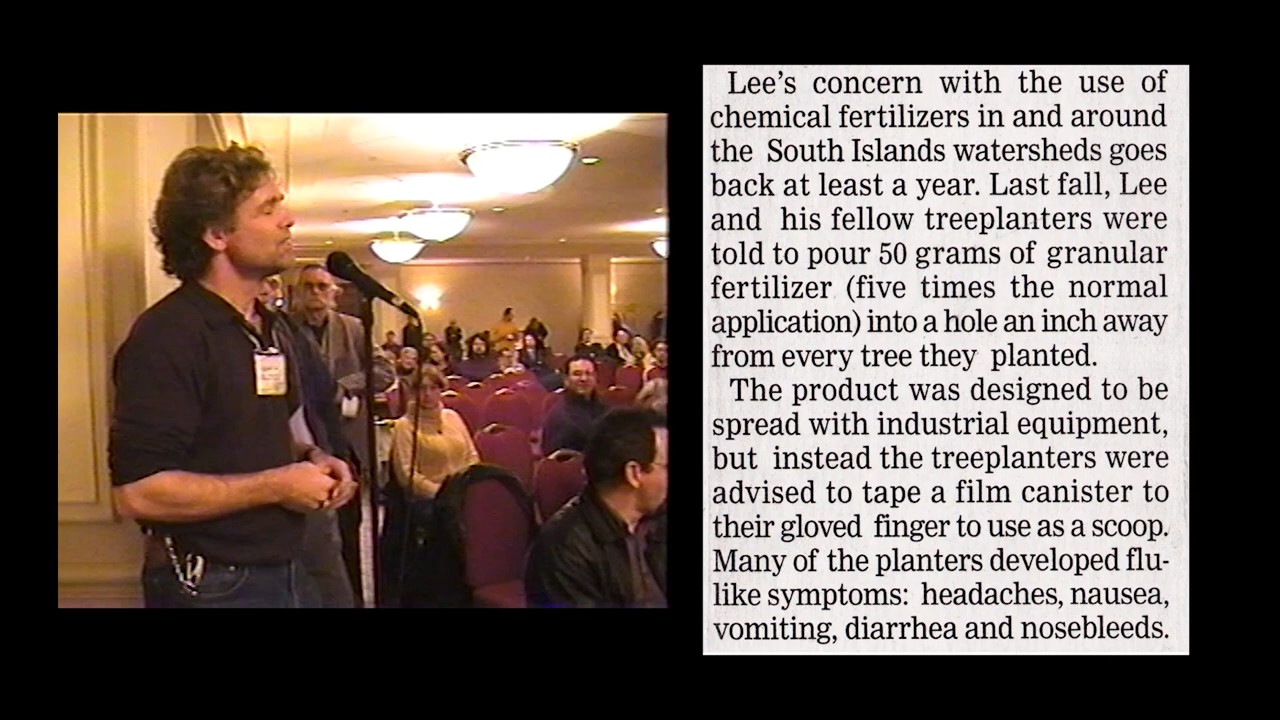 Lee's concern with the use of
chemical fertilizers in and around
the South Islands watersheds goes
back at least a year. Last fall, Lee
and his fellow treeplanters were
told to pour 50 grams of granular
fertilizer (five times the normal
application) into a hole an inch away
from every tree they planted.
The product was designed to be
spread with industrial equipment,
but instead the treeplanters were
advised to tape a film canister to
their gloved finger to use as a scoop.
Many of the planters developed flu-
like symptoms: headaches, nausea,
vomiting, diarrhea and nosebleeds.